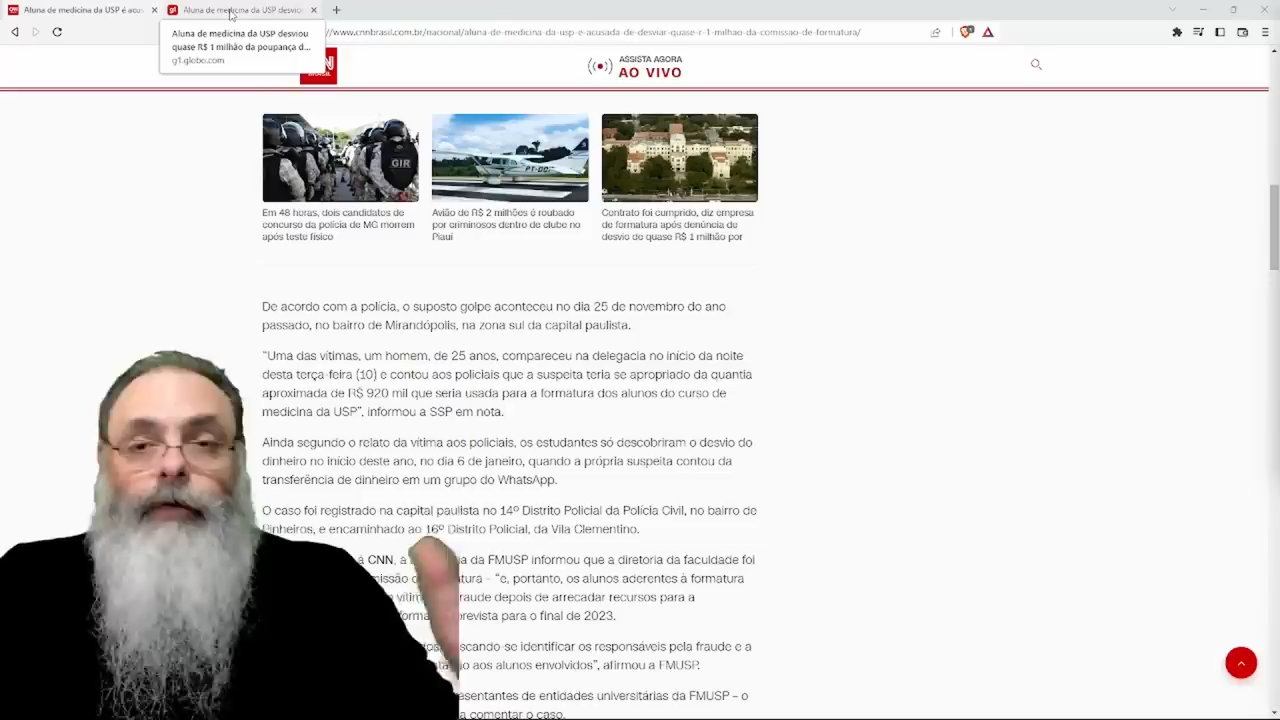 Aluna de medicina da USP é acus
Aluna de medicina da USP desvio
//www.cnnbrasil.com.br/nacional/aluna-de-medicina-da-usp-e-acusada-de-desviar-quase-r-1-milhao-da-comissao-de-formatura/
Aluna de medicina da USP desviou
quase R$ 1 milhão da poupança d...
g1.globo.com
ASSISTA AGORA
AO VIVO
GIR
Em 48 horas, dois candidatos de
concurso da polícia de MG morrem
após teste físico
Avião de R$ 2 milhões é roubado
por criminosos dentro de clube no
Piauí
Contrato foi cumprido, diz empresa
de formatura após denúncia de
desvio de quase R$ 1 milhão por
De acordo com a polícia, o suposto golpe aconteceu no dia 25 de novembro do ano
passado, no bairro de Mirandópolis, na zona sul da capital paulista.
“Uma das vítimas, um homem, de 25 anos, compareceu na delegacia no início da noite
desta terça-feira (10) e contou aos policiais que a suspeita teria se apropriado da quantia
aproximada de R$ 920 mil que seria usada para a formatura dos alunos do curso de
medicina da USP”, informou a SSP em nota.
Ainda segundo o relato da vítima aos policiais, os estudantes só descobriram o desvio do
dinheiro no início deste ano, no dia 6 de janeiro, quando a própria suspeita contou da
transferência de dinheiro em um grupo do WhatsApp.
O caso foi registrado na capital paulista no 14º Distrito Policial da Polícia Civil, no bairro de
Pinheiros, e encaminhado ao 16º Distrito Policial, da Vila Clementino.
à CNN, a da FMUSP informou que a diretoria da faculdade foi
“e, portanto, os alunos aderentes à formatura
raude depois de arrecadar recursos para a
prevista para o final de 2023.
scando-se identificar os responsáveis pela fraude e a
aos alunos envolvidos”, afirmou a FMUSP.
esentantes de entidades universitárias da FMUSP – o
a comentar o caso.